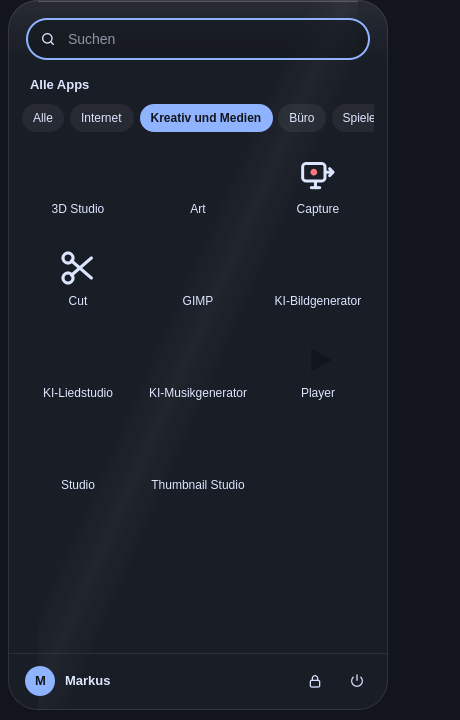 Suchen
Alle Apps
Alle Internet Kreativ und Medien Büro Spiele
3D Studio Art Capture
Cut GIMP KI-Bildgenerator
KI-Liedstudio KI-Musikgenerator Player
Studio Thumbnail Studio
M Markus